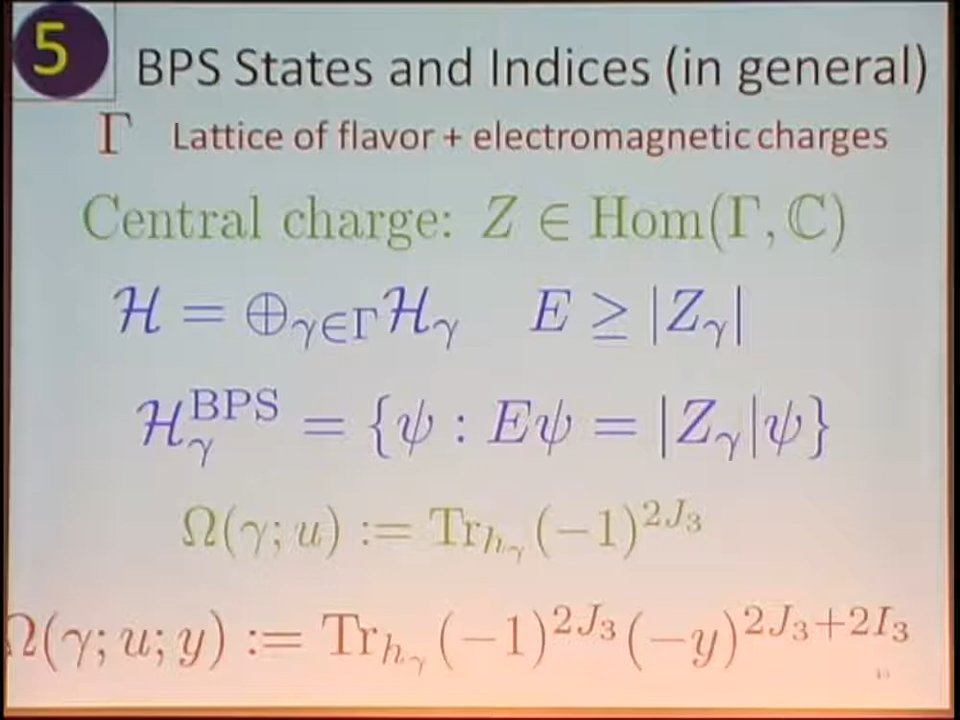 5
BPS States and Indices (in general)
Γ Lattice of flavor + electromagnetic charges
Central charge: Z ∈ Hom(Γ, ℂ)
ℋ = ⊕_{γ∈Γ} ℋ_γ E ≥ |Z_γ|
ℋ_γ^{BPS} = {ψ : Eψ = |Z_γ|ψ}
Ω(γ; u) := Tr_{h_γ} (−1)^{2J_3}
Ω(γ; u; y) := Tr_{h_γ} (−1)^{2J_3} (−y)^{2J_3+2I_3}